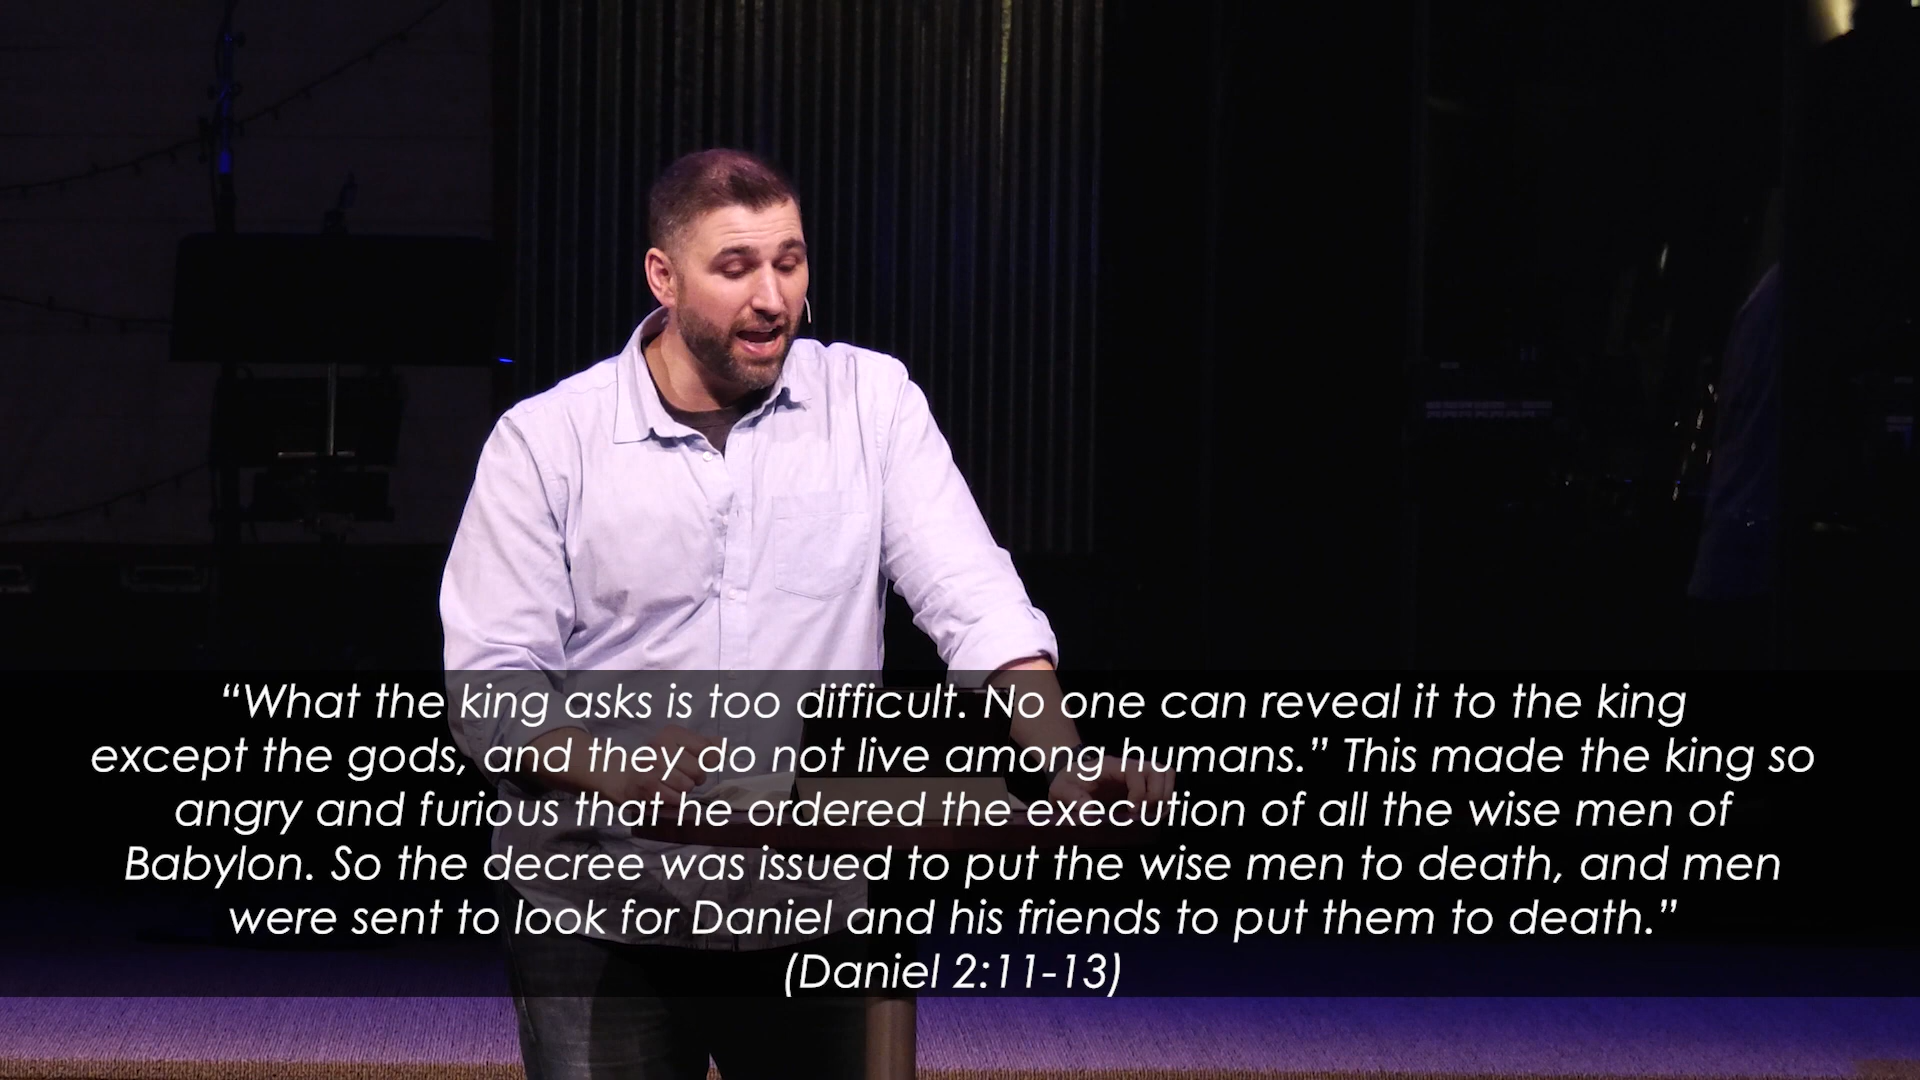 “What the king asks is too difficult. No one can reveal it to the king
except the gods, and they do not live among humans.” This made the king so
angry and furious that he ordered the execution of all the wise men of
Babylon. So the decree was issued to put the wise men to death, and men
were sent to look for Daniel and his friends to put them to death.”
(Daniel 2:11-13)